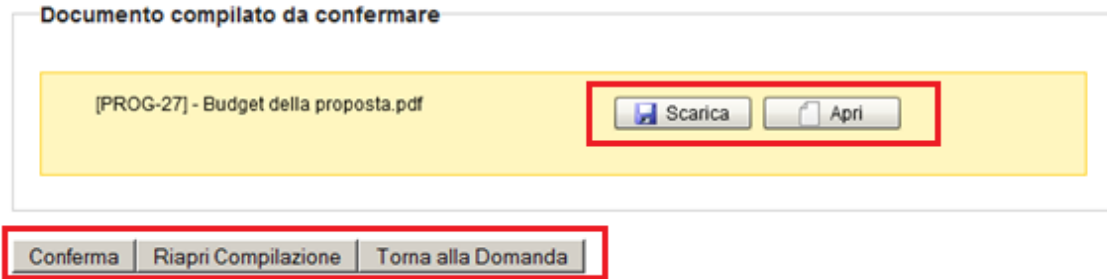 Documento compilato da confermare
[PROG-27] - Budget della proposta.pdf Scarica Apri
Conferma Riapri Compilazione Torna alla Domanda